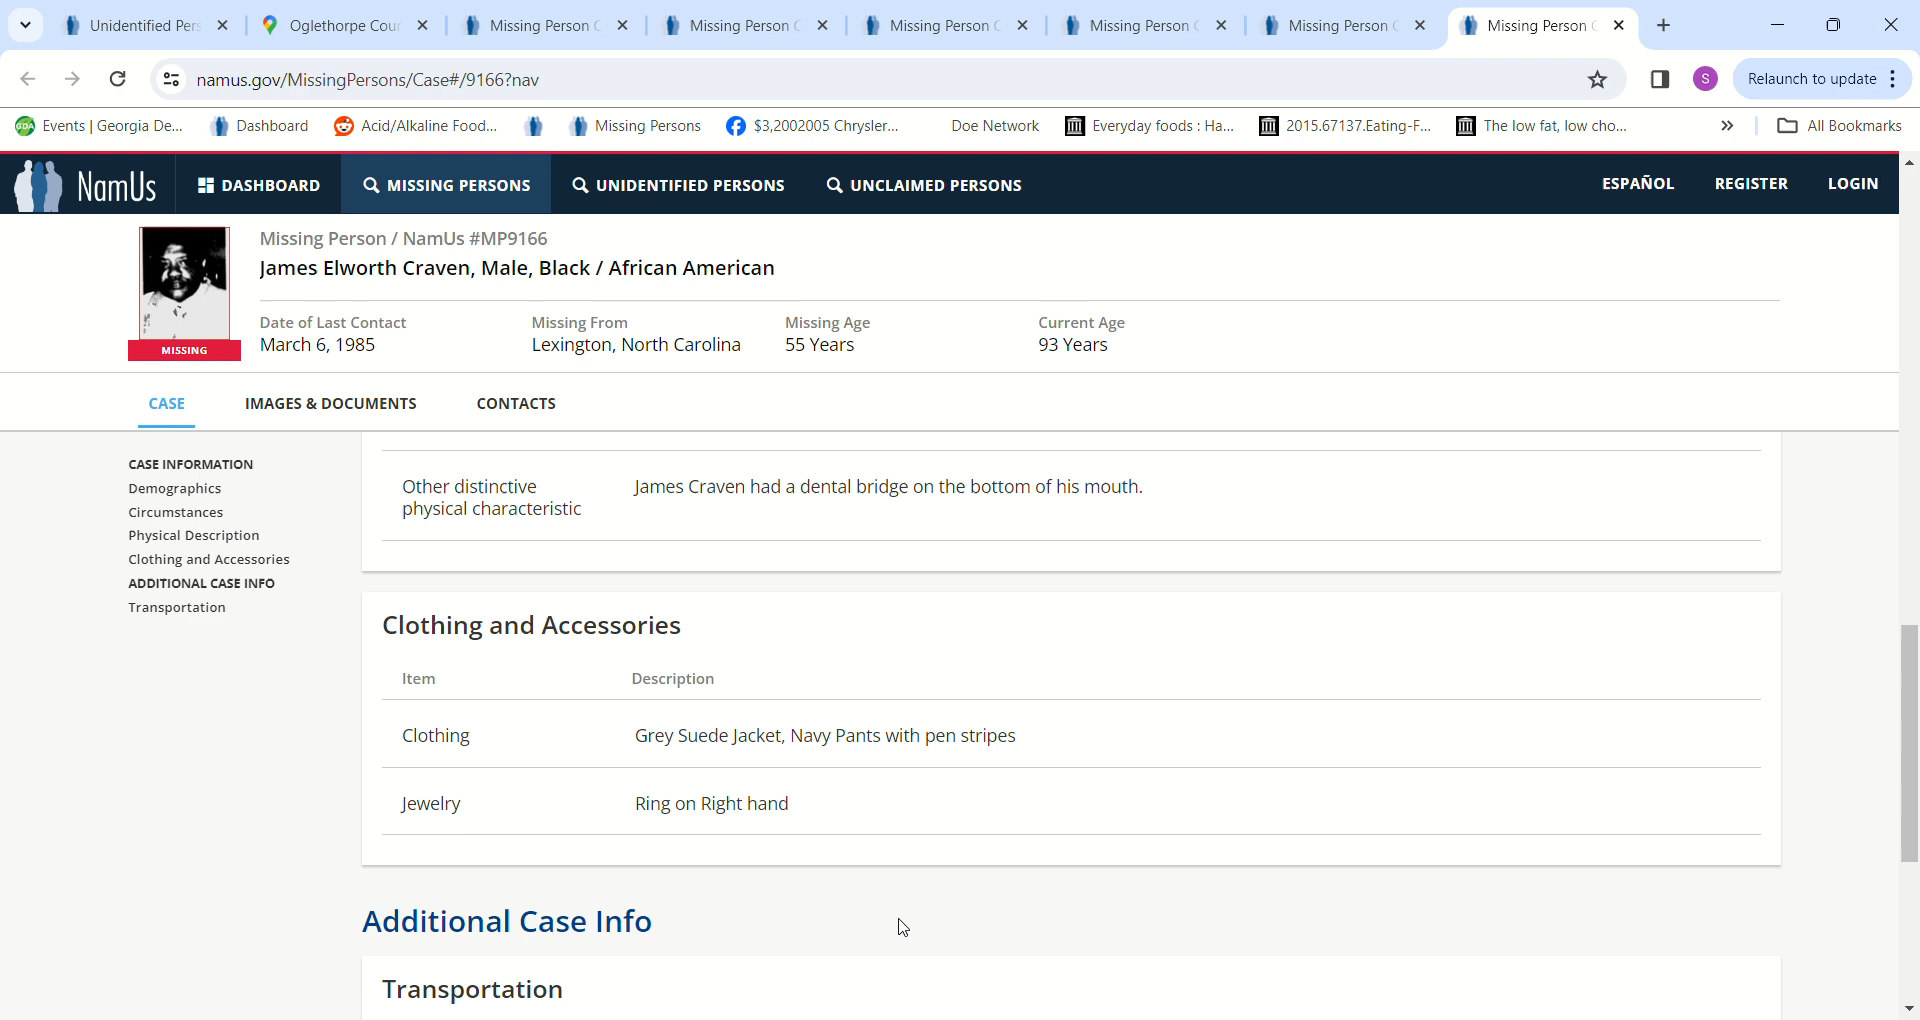 Unidentified Pers
Oglethorpe Cour
Missing Person C
Missing Person C
Missing Person C
Missing Person C
Missing Person C
Missing Person C
namus.gov/MissingPersons/Case#/9166?nav
S
Relaunch to update
GDA
Events | Georgia De...
Dashboard
Acid/Alkaline Food...
Missing Persons
$3,2002005 Chrysler...
Doe Network
Everyday foods : Ha...
2015.67137.Eating-F...
The low fat, low cho...
»
All Bookmarks
NamUs
DASHBOARD
MISSING PERSONS
UNIDENTIFIED PERSONS
UNCLAIMED PERSONS
ESPAÑOL
REGISTER
LOGIN
Missing Person / NamUs #MP9166
James Elworth Craven, Male, Black / African American
MISSING
Date of Last Contact
March 6, 1985
Missing From
Lexington, North Carolina
Missing Age
55 Years
Current Age
93 Years
CASE
IMAGES & DOCUMENTS
CONTACTS
CASE INFORMATION
Demographics
Circumstances
Physical Description
Clothing and Accessories
ADDITIONAL CASE INFO
Transportation
Other distinctive
physical characteristic
James Craven had a dental bridge on the bottom of his mouth.
Clothing and Accessories
Item
Description
Clothing
Grey Suede Jacket, Navy Pants with pen stripes
Jewelry
Ring on Right hand
Additional Case Info
Transportation